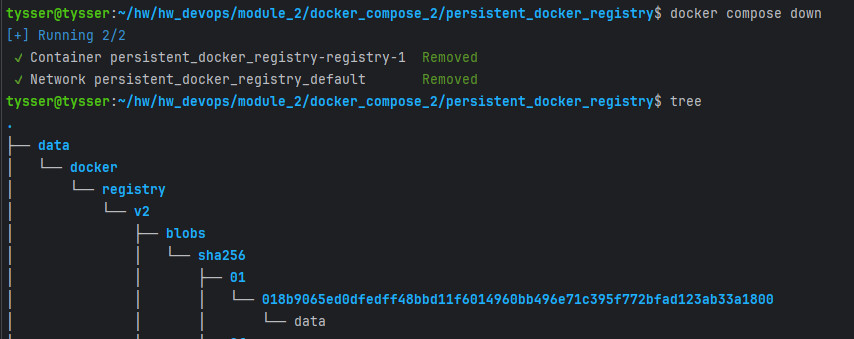 tysser@tysser:~/hw/hw_devops/module_2/docker_compose_2/persistent_docker_registry$ docker compose down
[+] Running 2/2
 ✓ Container persistent_docker_registry-registry-1  Removed
 ✓ Network persistent_docker_registry_default       Removed
tysser@tysser:~/hw/hw_devops/module_2/docker_compose_2/persistent_docker_registry$ tree
.
├── data
│   └── docker
│       └── registry
│           └── v2
│               ├── blobs
│               │   └── sha256
│               │       ├── 01
│               │       │   └── 018b9065ed0dfedff48bbd11f6014960bb496e71c395f772bfad123ab33a1800
│               │       │       └── data